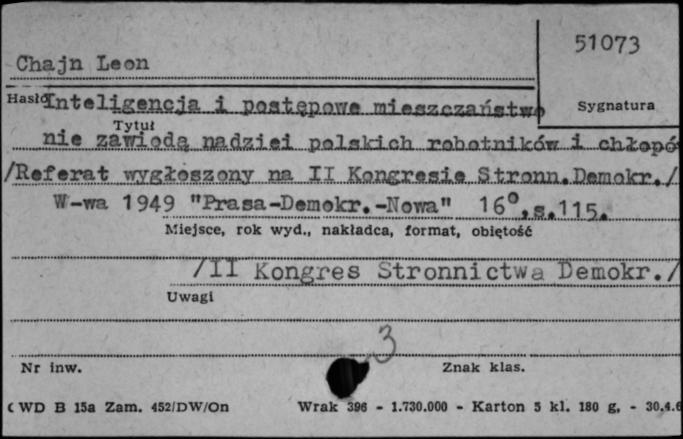 51073
Chajn Leon
Hasło Inteligencja i postępowe mieszczaństwo
Sygnatura
Tytuł
nie zawiodą nadziei polskich robotników i chłopó
/Referat wygłoszony na II Kongresie Stronn.Demokr./
W-wa 1949 "Prasa-Demokr.-Nowa" 16°,s.115.
Miejsce, rok wyd., nakładca, format, objętość
/II Kongres Stronnictwa Demokr./
Uwagi
3
Nr inw. Znak klas.
CWD B 15a Zam. 452/DW/On Wrak 396 - 1.730.000 - Karton 5 kl. 180 g. - 30.4.6